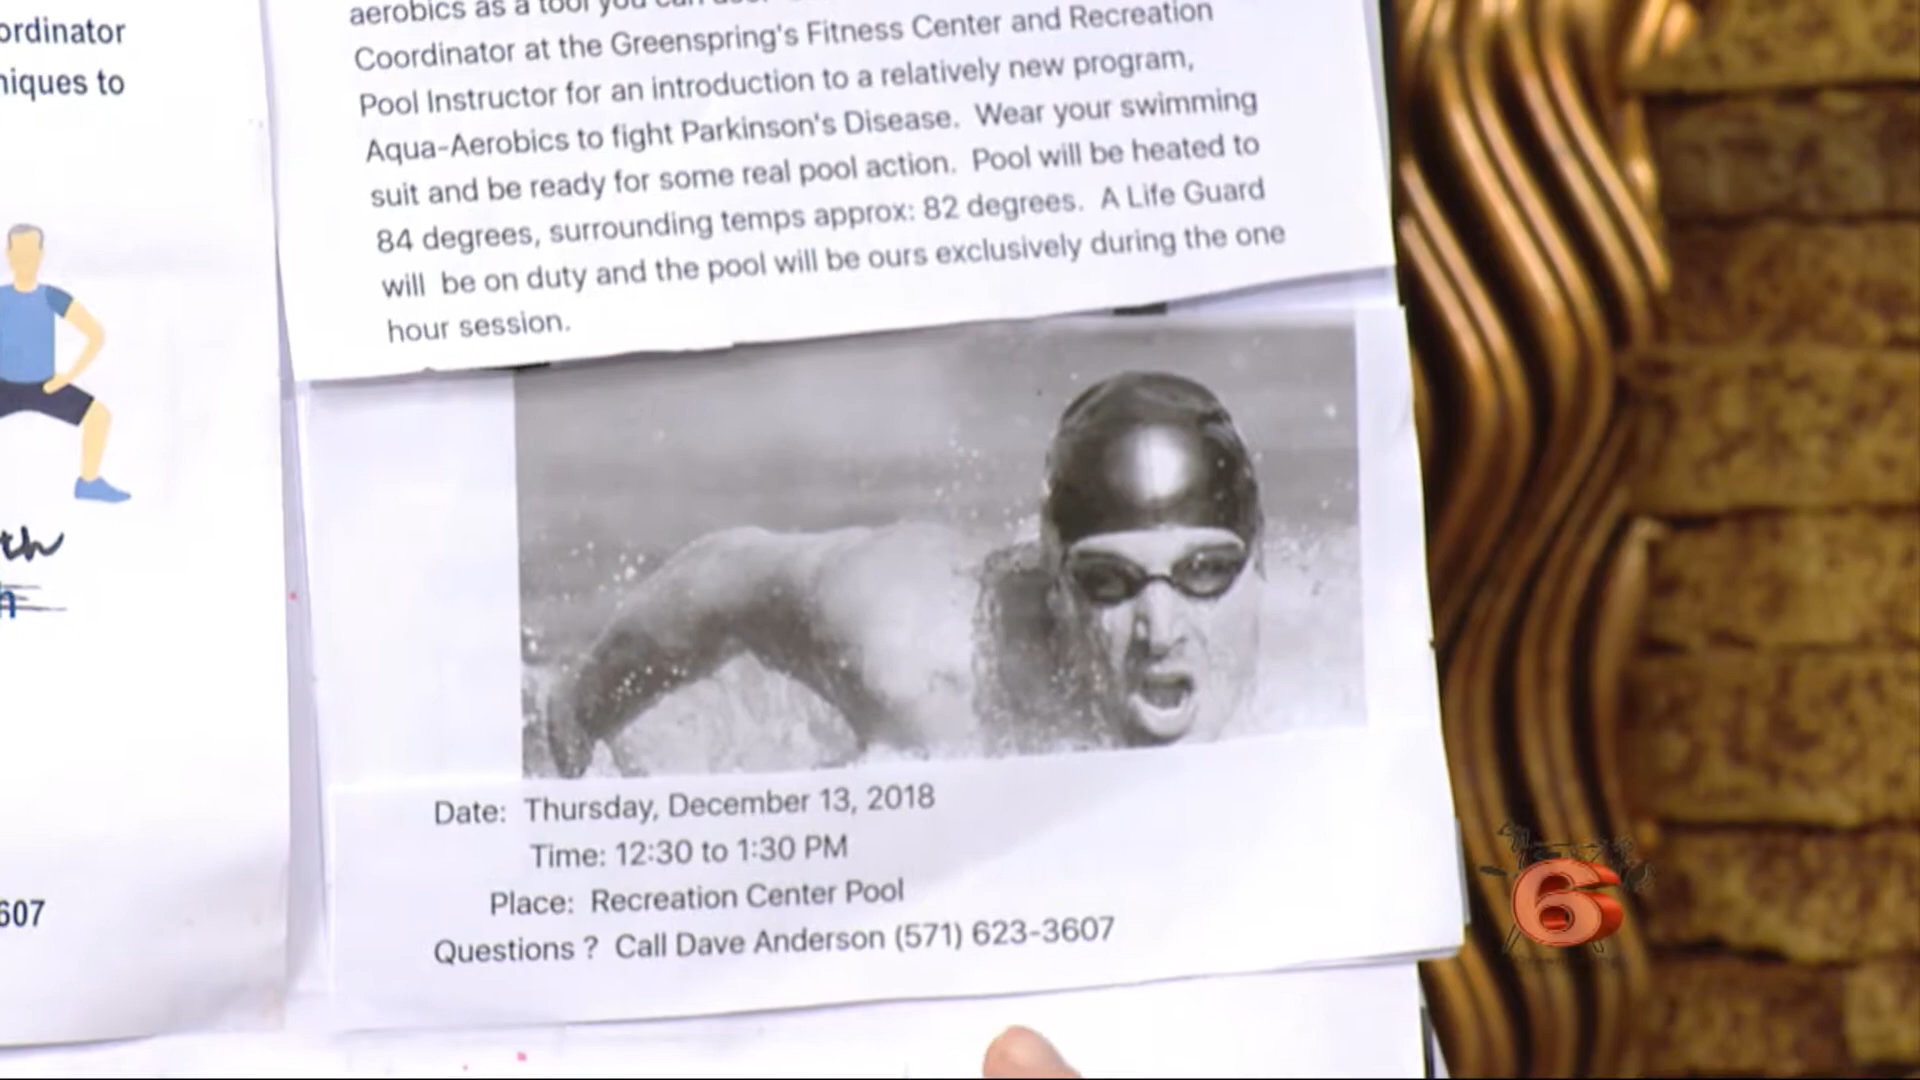 ordinator
niques to
th
607
aerobics as a tool you can
Coordinator at the Greenspring's Fitness Center and Recreation
Pool Instructor for an introduction to a relatively new program,
Aqua-Aerobics to fight Parkinson's Disease. Wear your swimming
suit and be ready for some real pool action. Pool will be heated to
84 degrees, surrounding temps approx: 82 degrees. A Life Guard
will be on duty and the pool will be ours exclusively during the one
hour session.
Date: Thursday, December 13, 2018
Time: 12:30 to 1:30 PM
Place: Recreation Center Pool
Questions ? Call Dave Anderson (571) 623-3607
6